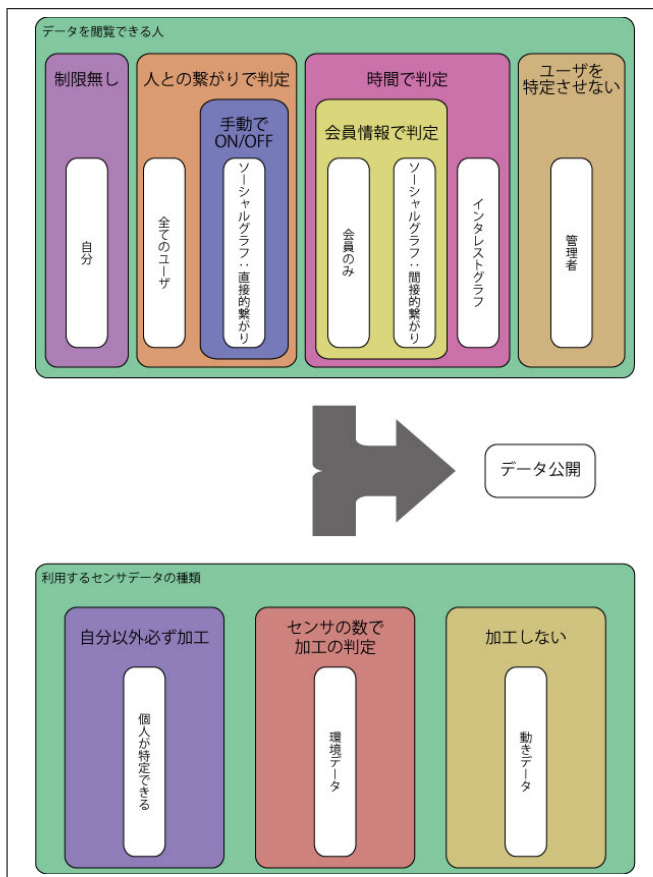 データを閲覧できる人
制限無し
自分
人との繋がりで判定
全てのユーザ
手動で
ON/OFF
ソーシャルグラフ：直接的繋がり
時間で判定
会員情報で判定
会員のみ
ソーシャルグラフ：間接的繋がり
インタレストグラフ
ユーザを
特定させない
管理者
データ公開
利用するセンサデータの種類
自分以外必ず加工
個人が特定できる
センサの数で
加工の判定
環境データ
加工しない
動きデータ